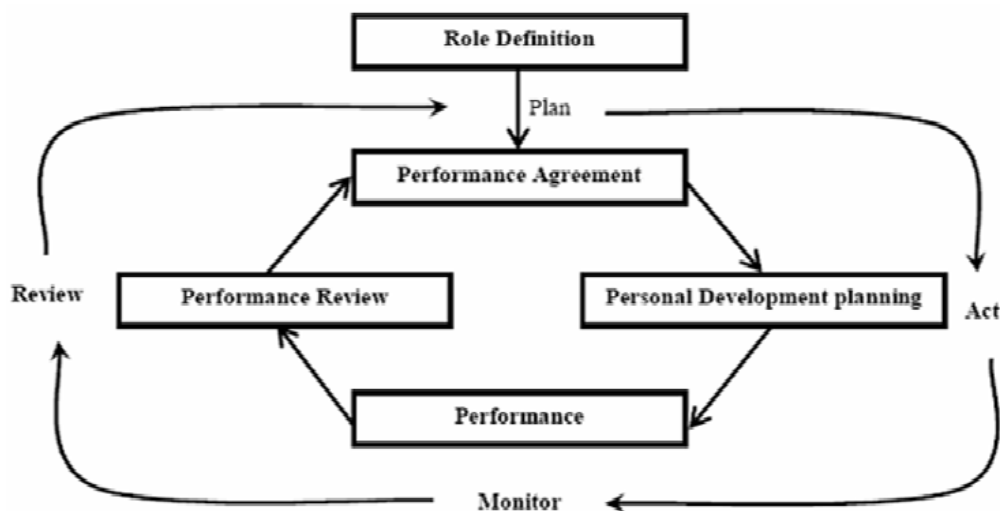 Role Definition
Plan
Performance Agreement
Review
Performance Review
Personal Development planning
Act
Performance
Monitor